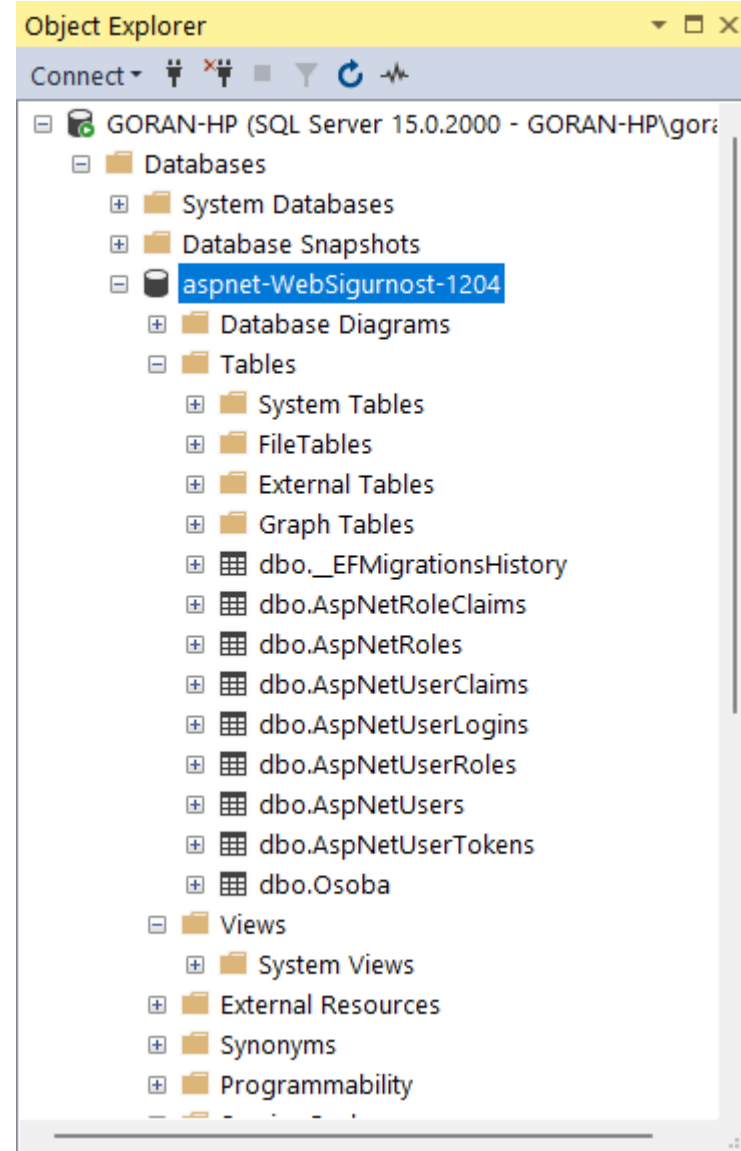 Object Explorer
Connect
GORAN-HP (SQL Server 15.0.2000 - GORAN-HP\gora
Databases
System Databases
Database Snapshots
aspnet-WebSigurnost-1204
Database Diagrams
Tables
System Tables
FileTables
External Tables
Graph Tables
dbo.__EFMigrationsHistory
dbo.AspNetRoleClaims
dbo.AspNetRoles
dbo.AspNetUserClaims
dbo.AspNetUserLogins
dbo.AspNetUserRoles
dbo.AspNetUsers
dbo.AspNetUserTokens
dbo.Osoba
Views
System Views
External Resources
Synonyms
Programmability